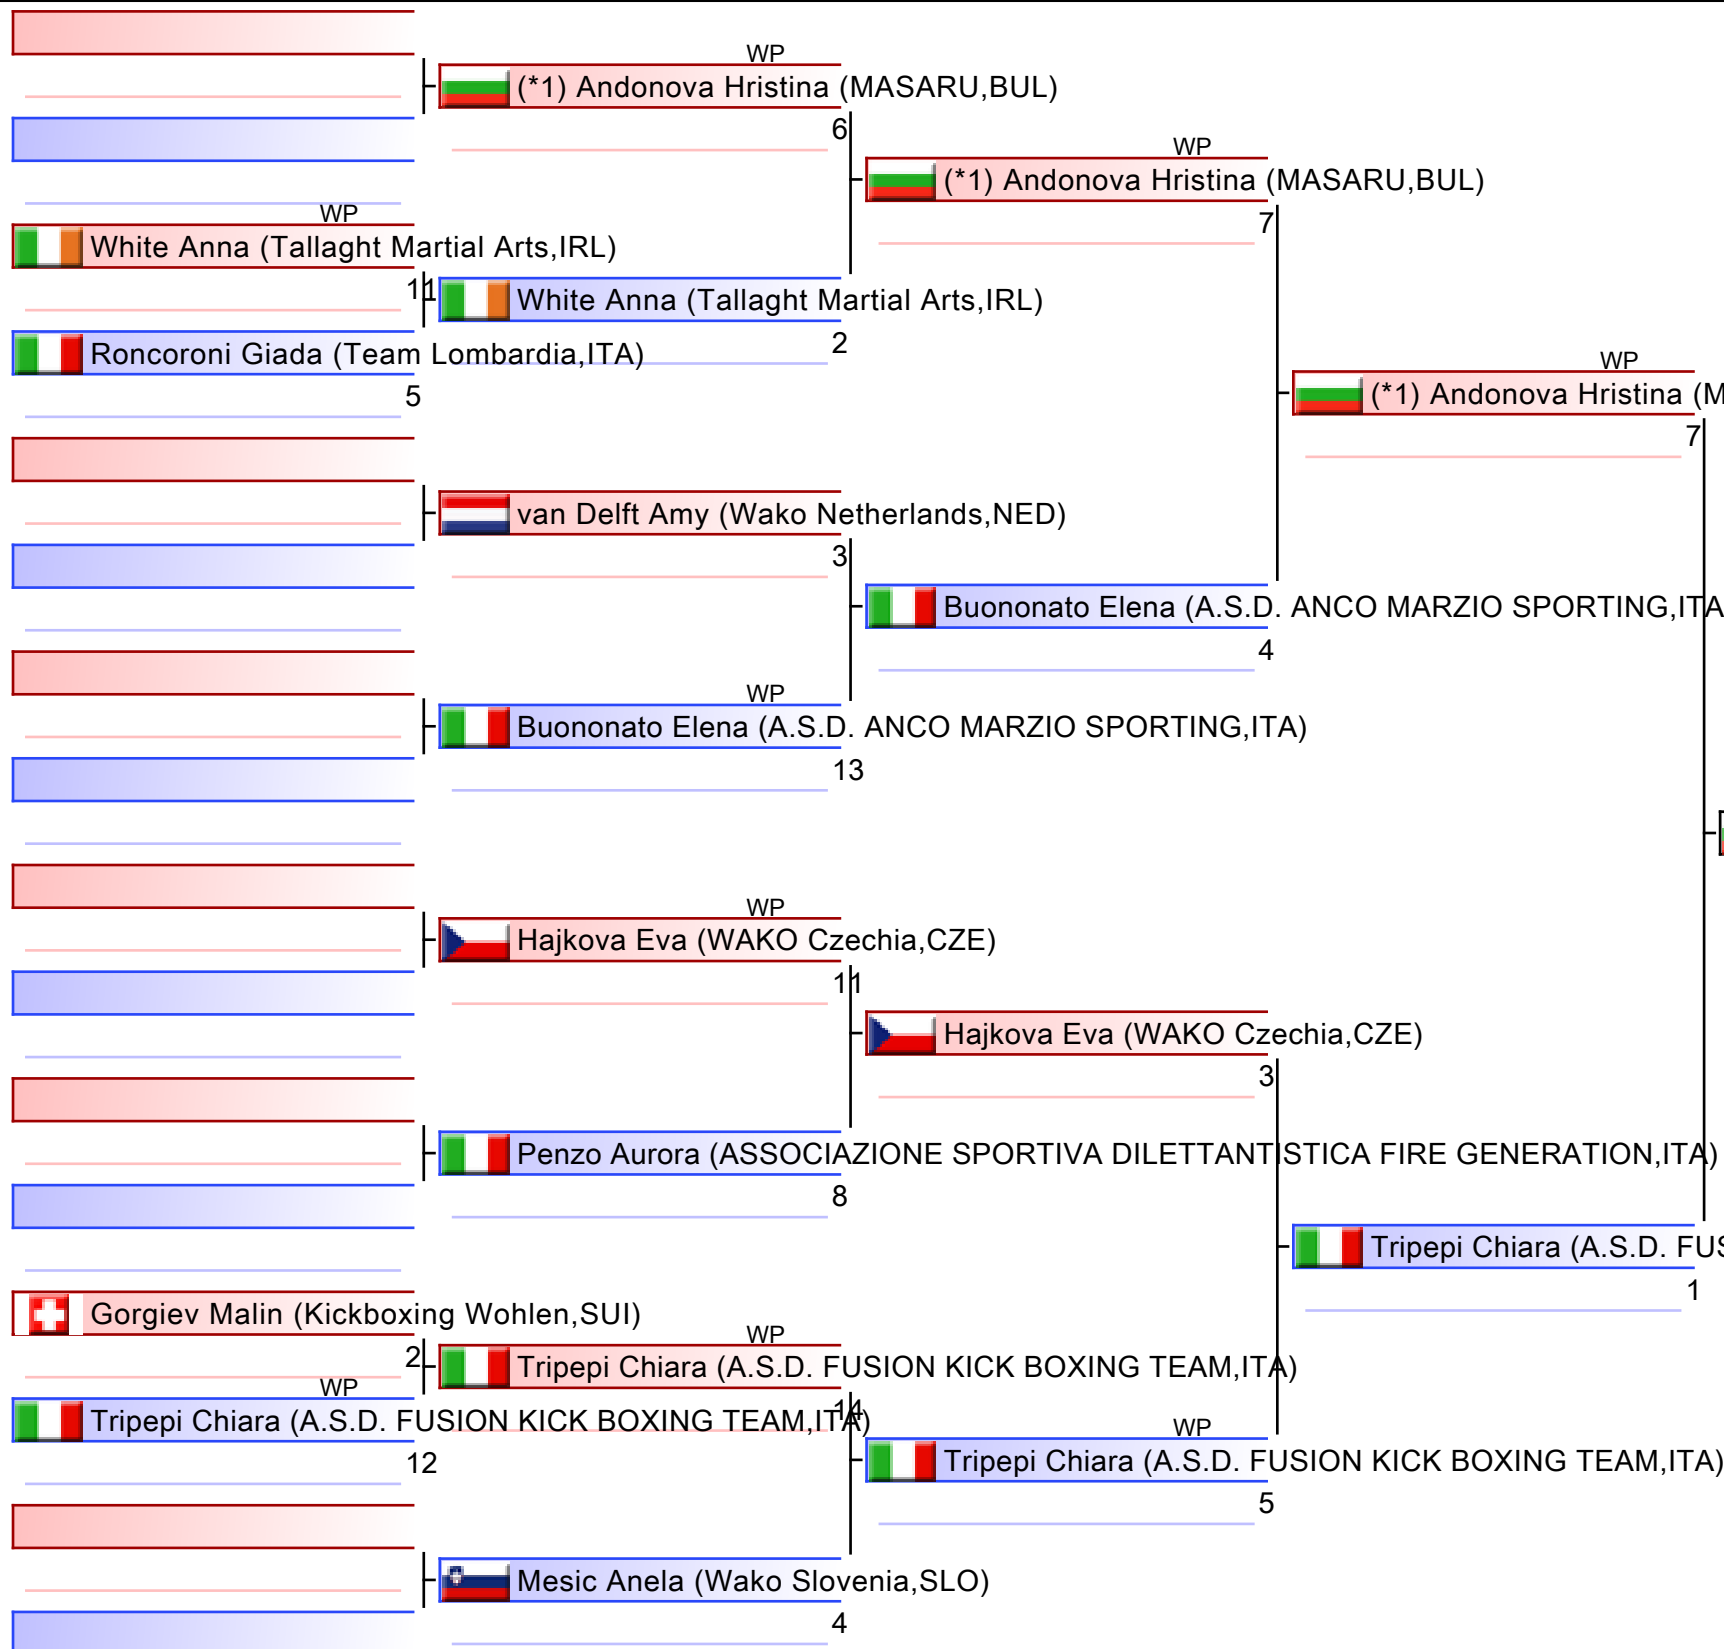 WP
(*1) Andonova Hristina (MASARU,BUL)
6
WP
(*1) Andonova Hristina (MASARU,BUL)
7
WP
White Anna (Tallaght Martial Arts,IRL)
11
White Anna (Tallaght Martial Arts,IRL)
2
Roncoroni Giada (Team Lombardia,ITA)
5
WP
(*1) Andonova Hristina (M
7
van Delft Amy (Wako Netherlands,NED)
3
Buononato Elena (A.S.D. ANCO MARZIO SPORTING,ITA
4
WP
Buononato Elena (A.S.D. ANCO MARZIO SPORTING,ITA)
13
WP
Hajkova Eva (WAKO Czechia,CZE)
11
Hajkova Eva (WAKO Czechia,CZE)
3
Penzo Aurora (ASSOCIAZIONE SPORTIVA DILETTANTISTICA FIRE GENERATION,ITA)
8
Tripepi Chiara (A.S.D. FUS
1
Gorgiev Malin (Kickboxing Wohlen,SUI)
2
WP
Tripepi Chiara (A.S.D. FUSION KICK BOXING TEAM,ITA)
14
WP
Tripepi Chiara (A.S.D. FUSION KICK BOXING TEAM,ITA)
12
WP
Tripepi Chiara (A.S.D. FUSION KICK BOXING TEAM,ITA)
5
Mesic Anela (Wako Slovenia,SLO)
4